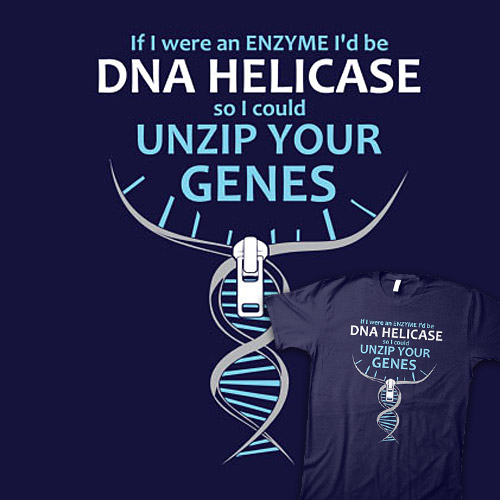 If I were an ENZYME I'd be
DNA HELICASE
so I could
UNZIP YOUR
GENES
If I were an ENZYME I'd be
DNA HELICASE
so I could
UNZIP YOUR
GENES